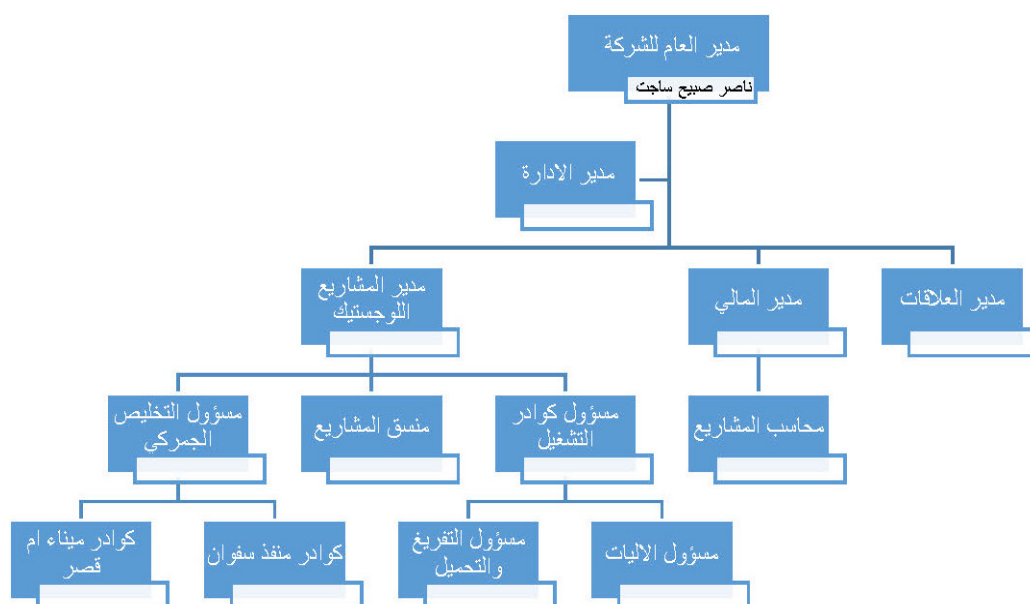 مدير العام للشركة
ناصر صبيح ساجت
مدير الادارة
مدير العلاقات
مدير المالي
مدير المشاريع
اللوجستيك
محاسب المشاريع
مسؤول كوادر
التشغيل
منسق المشاريع
مسؤول التخليص
الجمركي
مسؤول الاليات
مسؤول التفريغ
والتحميل
كوادر منفذ سفوان
كوادر ميناء ام
قصر